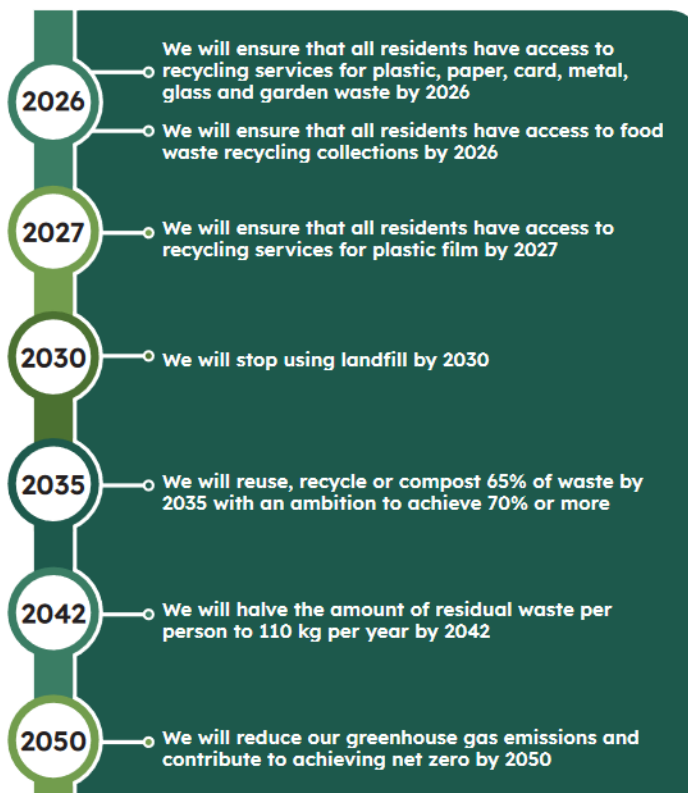 2026
We will ensure that all residents have access to
recycling services for plastic, paper, card, metal,
glass and garden waste by 2026
We will ensure that all residents have access to food
waste recycling collections by 2026
2027
We will ensure that all residents have access to
recycling services for plastic film by 2027
2030
We will stop using landfill by 2030
2035
We will reuse, recycle or compost 65% of waste by
2035 with an ambition to achieve 70% or more
2042
We will halve the amount of residual waste per
person to 110 kg per year by 2042
2050
We will reduce our greenhouse gas emissions and
contribute to achieving net zero by 2050